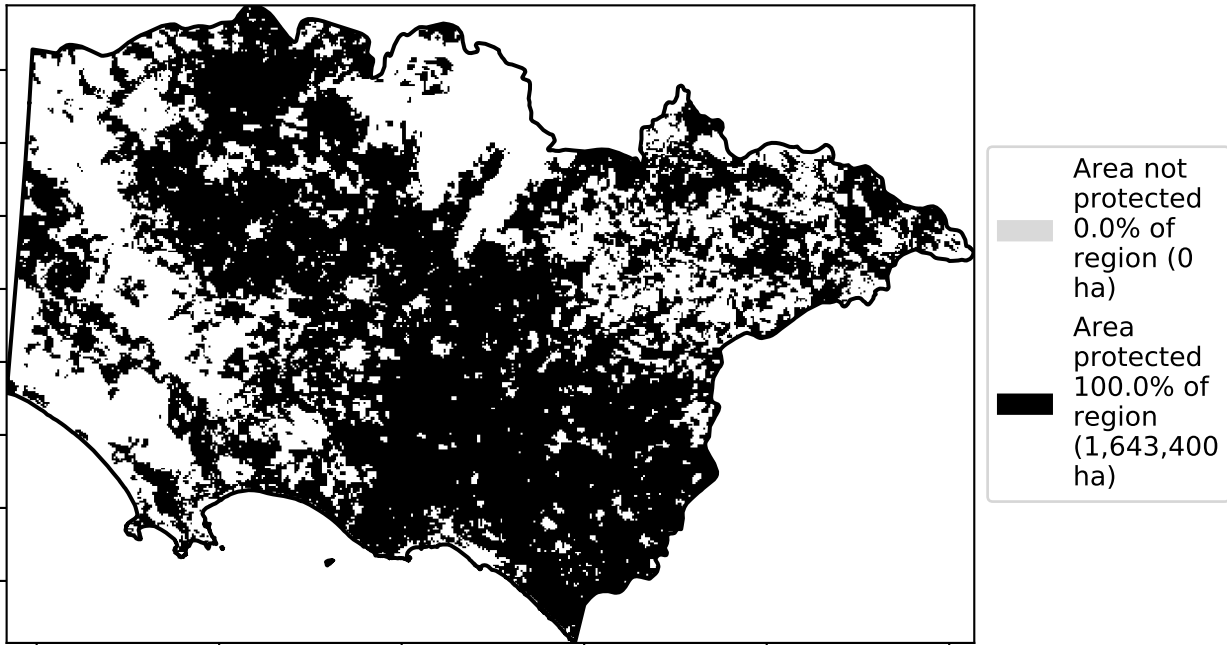 Area not
protected
0.0% of
region (0
ha)
Area
protected
100.0% of
region
(1,643,400
ha)